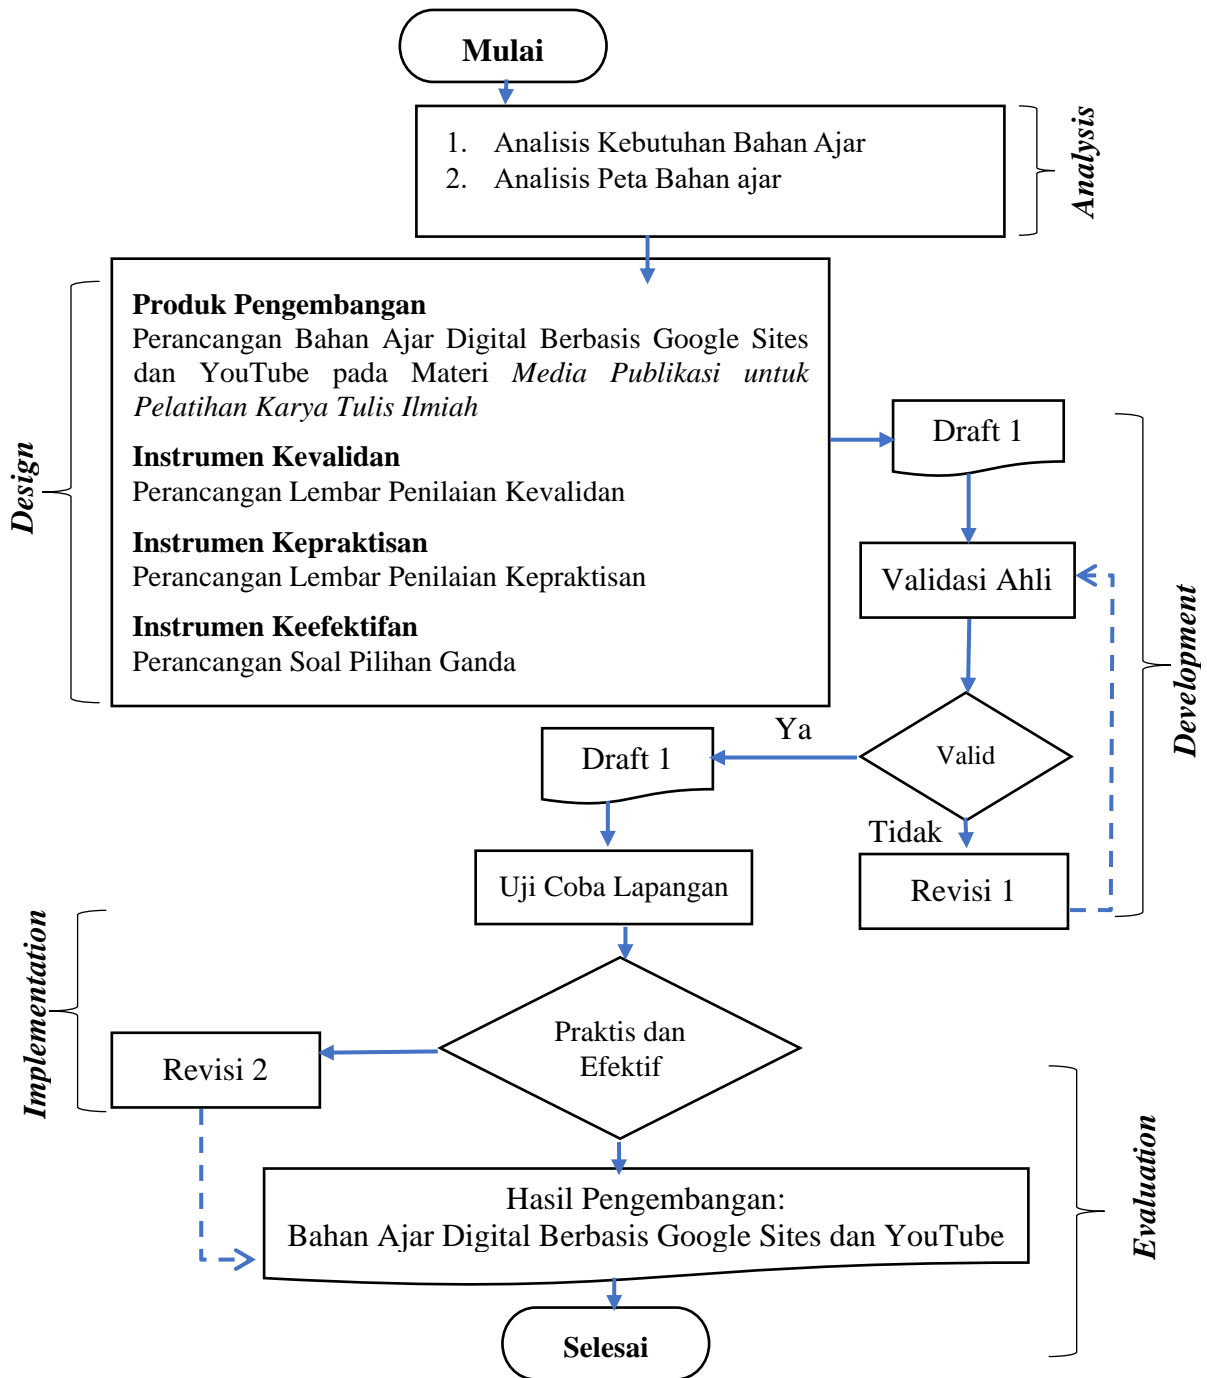 Mulai
1. Analisis Kebutuhan Bahan Ajar
2. Analisis Peta Bahan ajar
Analysis
Produk Pengembangan
Perancangan Bahan Ajar Digital Berbasis Google Sites
dan YouTube pada Materi Media Publikasi untuk
Pelatihan Karya Tulis Ilmiah
Instrumen Kevalidan
Perancangan Lembar Penilaian Kevalidan
Instrumen Kepraktisan
Perancangan Lembar Penilaian Kepraktisan
Instrumen Keefektifan
Perancangan Soal Pilihan Ganda
Design
Draft 1
Validasi Ahli
Development
Valid
Ya
Draft 1
Tidak
Revisi 1
Uji Coba Lapangan
Implementation
Praktis dan
Efektif
Revisi 2
Evaluation
Hasil Pengembangan:
Bahan Ajar Digital Berbasis Google Sites dan YouTube
Selesai